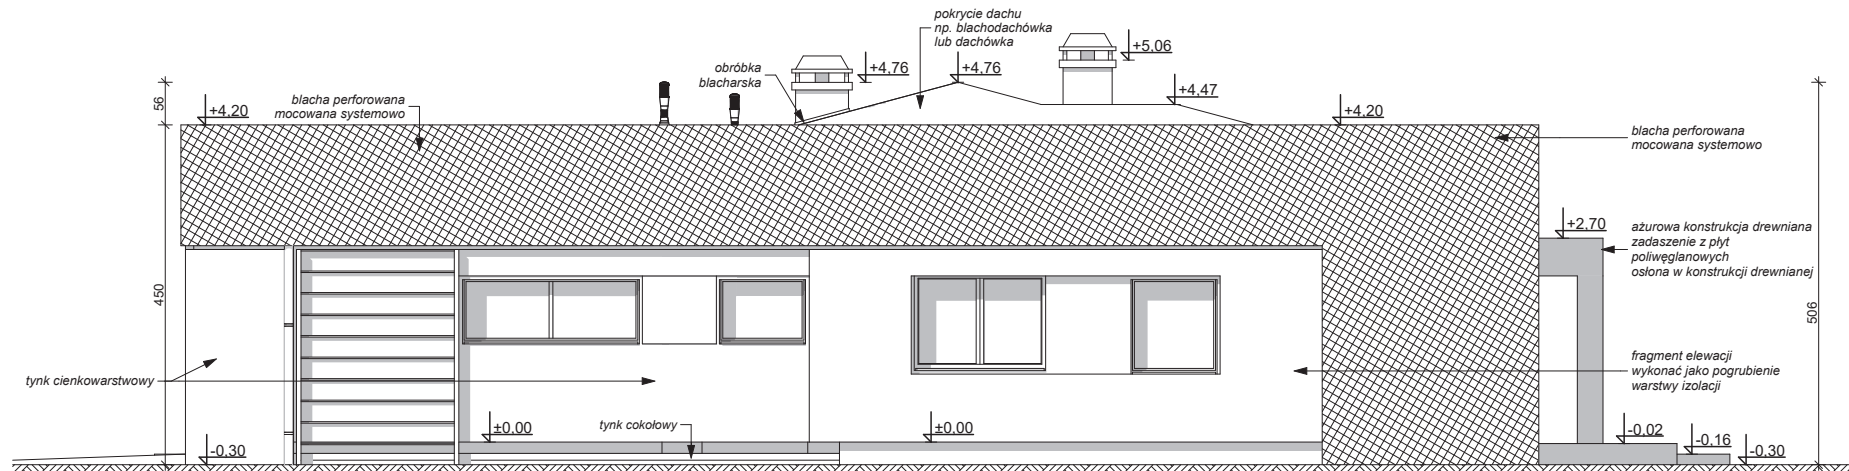 pokrycie dachu
np. blachodachówka
lub dachówka
obróbka
blacharska
+4,76
+4,76
+5,06
+4,47
56
+4,20
blacha perforowana
mocowana systemowo
+4,20
blacha perforowana
mocowana systemowo
+2,70
ażurowa konstrukcja drewniana
zadaszenie z płyt
poliwęglanowych
osłona w konstrukcji drewnianej
450
506
tynk cienkowarstwowy
fragment elewacji
wykonać jako pogrubienie
warstwy izolacji
±0,00
tynk cokołowy
±0,00
-0,30
-0,02
-0,16
-0,30